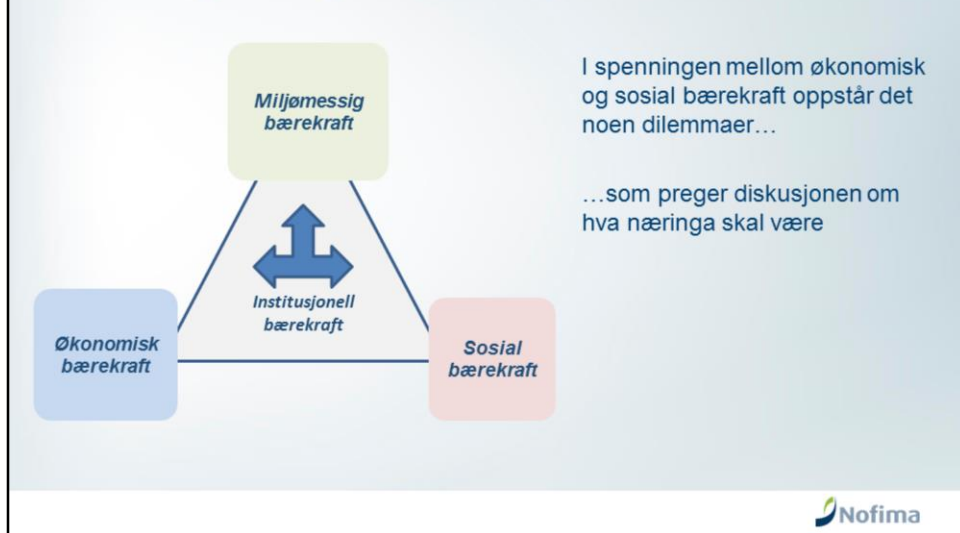 Miljømessig
bærekraft
Institusjonell
bærekraft
Økonomisk
bærekraft
Sosial
bærekraft
I spenningen mellom økonomisk
og sosial bærekraft oppstår det
noen dilemmaer…
…som preger diskusjonen om
hva næringa skal være
Nofima